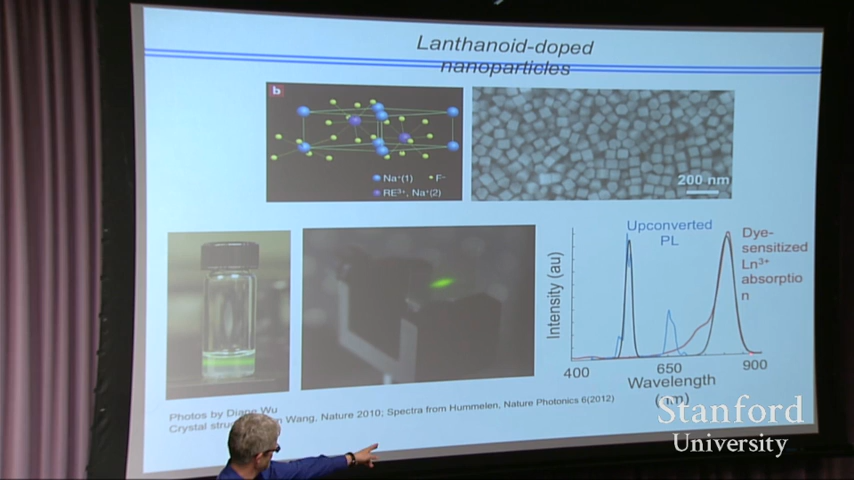 Lanthanoid-doped
nanoparticles
b
Na⁺(1) F⁻
RE³⁺, Na⁺(2)
200 nm
Upconverted
PL
Dye-
sensitized
Ln³⁺
absorptio
n
Intensity (au)
400 650 900
Wavelength
Photos by Diane Wu
Crystal Wang, Nature 2010; Spectra from Hummelen, Nature Photonics 6(2012)
Stanford
University